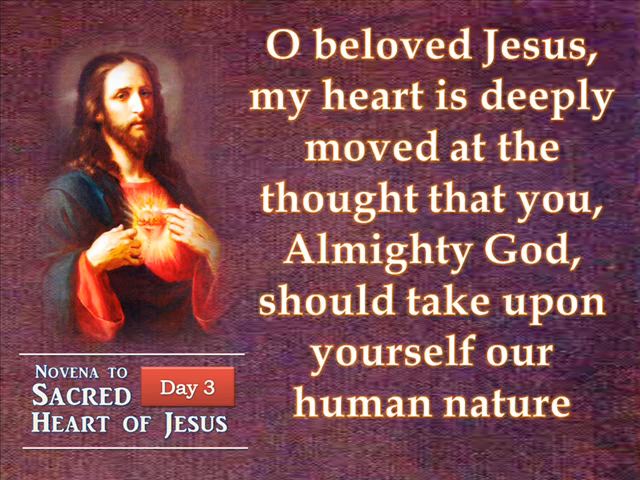 O beloved Jesus,
my heart is deeply
moved at the
thought that you,
Almighty God,
should take upon
yourself our
human nature
Novena to
Sacred
Heart of Jesus
Day 3